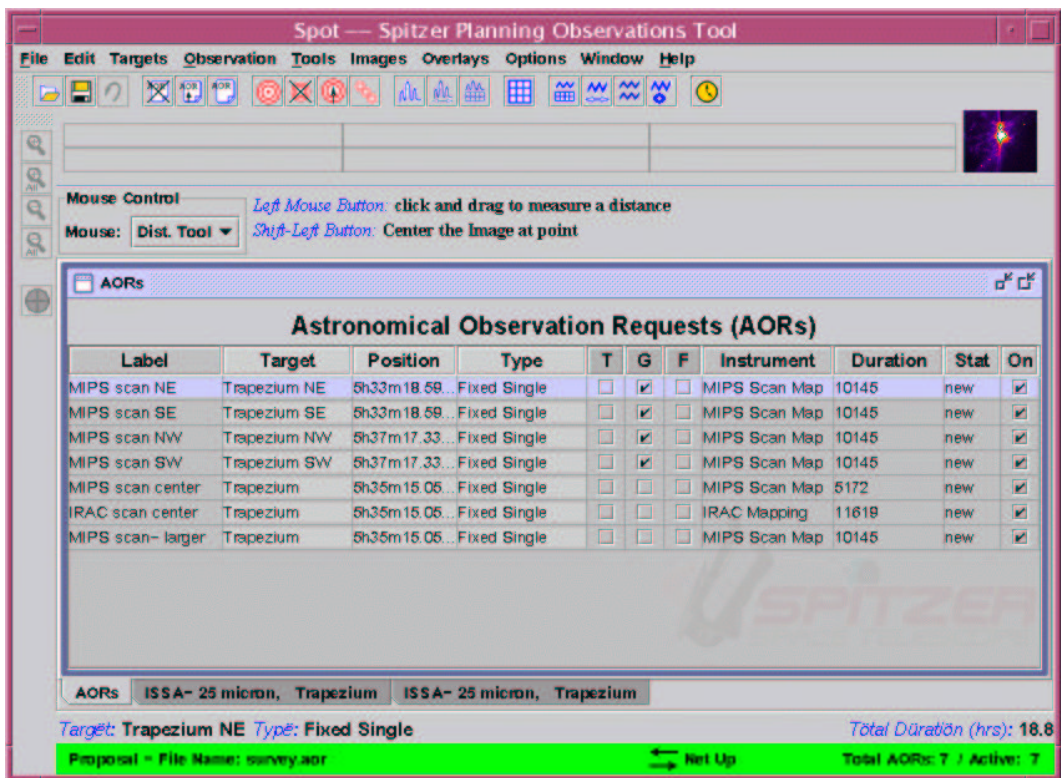 Spot — Spitzer Planning Observations Tool
File Edit Targets Observation Tools Images Overlays Options Window Help
Mouse Control
Mouse: Dist. Tool
Left Mouse Button: click and drag to measure a distance
Shift-Left Button: Center the Image at point
AORs
Astronomical Observation Requests (AORs)
Label Target Position Type T G F Instrument Duration Stat On
MIPS scan NE Trapezium NE 5h33m18.59... Fixed Single MIPS Scan Map 10145 new
MIPS scan SE Trapezium SE 5h33m18.59... Fixed Single MIPS Scan Map 10145 new
MIPS scan NW Trapezium NW 5h37m17.33... Fixed Single MIPS Scan Map 10145 new
MIPS scan SW Trapezium SW 5h37m17.33... Fixed Single MIPS Scan Map 10145 new
MIPS scan center Trapezium 5h35m15.05... Fixed Single MIPS Scan Map 5172 new
IRAC scan center Trapezium 5h35m15.05... Fixed Single IRAC Mapping 11619 new
MIPS scan- larger Trapezium 5h35m15.05... Fixed Single MIPS Scan Map 10145 new
SPITZER
SPACE TELESCOPE
AORs ISSA- 25 micron, Trapezium ISSA- 25 micron, Trapezium
Target: Trapezium NE Type: Fixed Single Total Duration (hrs): 18.8
Proposal - File Name: survey.aor Net Up Total AORs: 7 / Active: 7